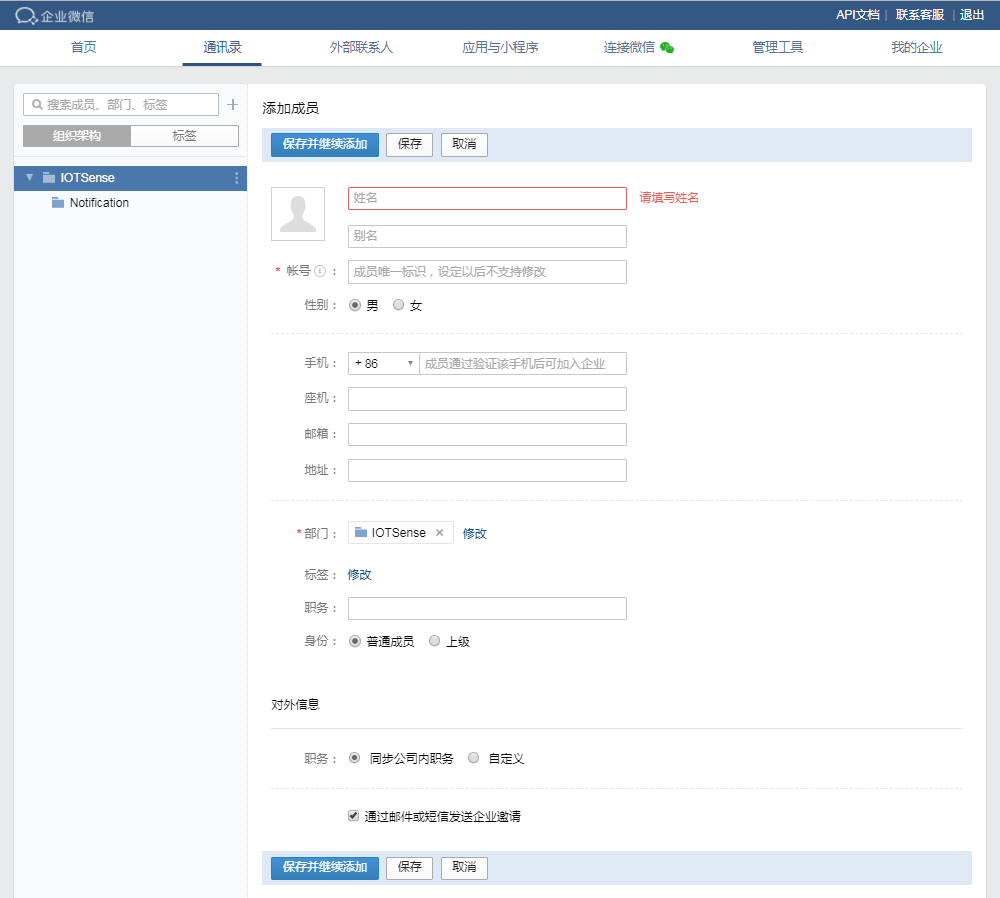 企业微信
API文档 | 联系客服 | 退出
首页 通讯录 外部联系人 应用与小程序 连接微信 管理工具 我的企业
搜索成员、部门、标签
组织架构 标签
IOTSense
Notification
添加成员
保存并继续添加 保存 取消
姓名 请填写姓名
别名
* 帐号 : 成员唯一标识，设定以后不支持修改
性别 : 男 女
手机 : + 86 成员通过验证该手机后可加入企业
座机 :
邮箱 :
地址 :
*部门 : IOTSense × 修改
标签 : 修改
职务 :
身份 : 普通成员 上级
对外信息
职务 : 同步公司内职务 自定义
通过邮件或短信发送企业邀请
保存并继续添加 保存 取消